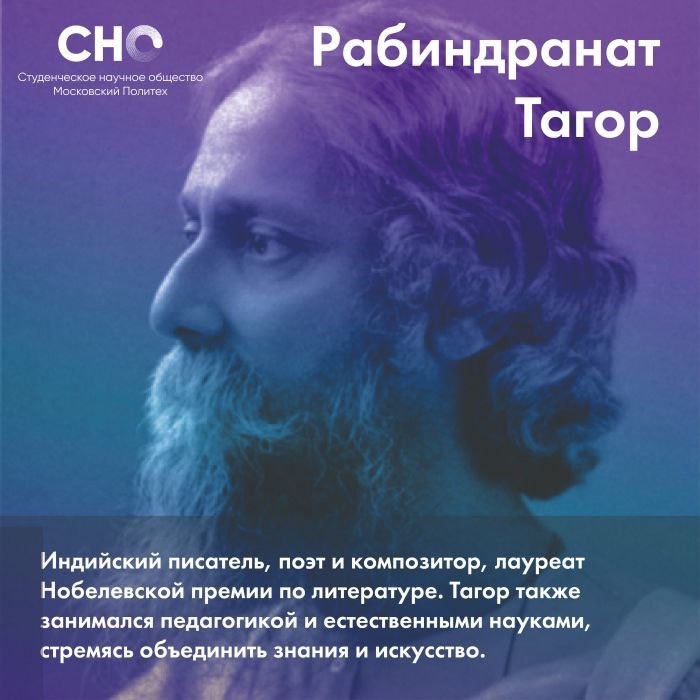 СНО
Студенческое научное общество
Московский Политех
Рабиндранат
Тагор
Индийский писатель, поэт и композитор, лауреат
Нобелевской премии по литературе. Тагор также
занимался педагогикой и естественными науками,
стремясь объединить знания и искусство.